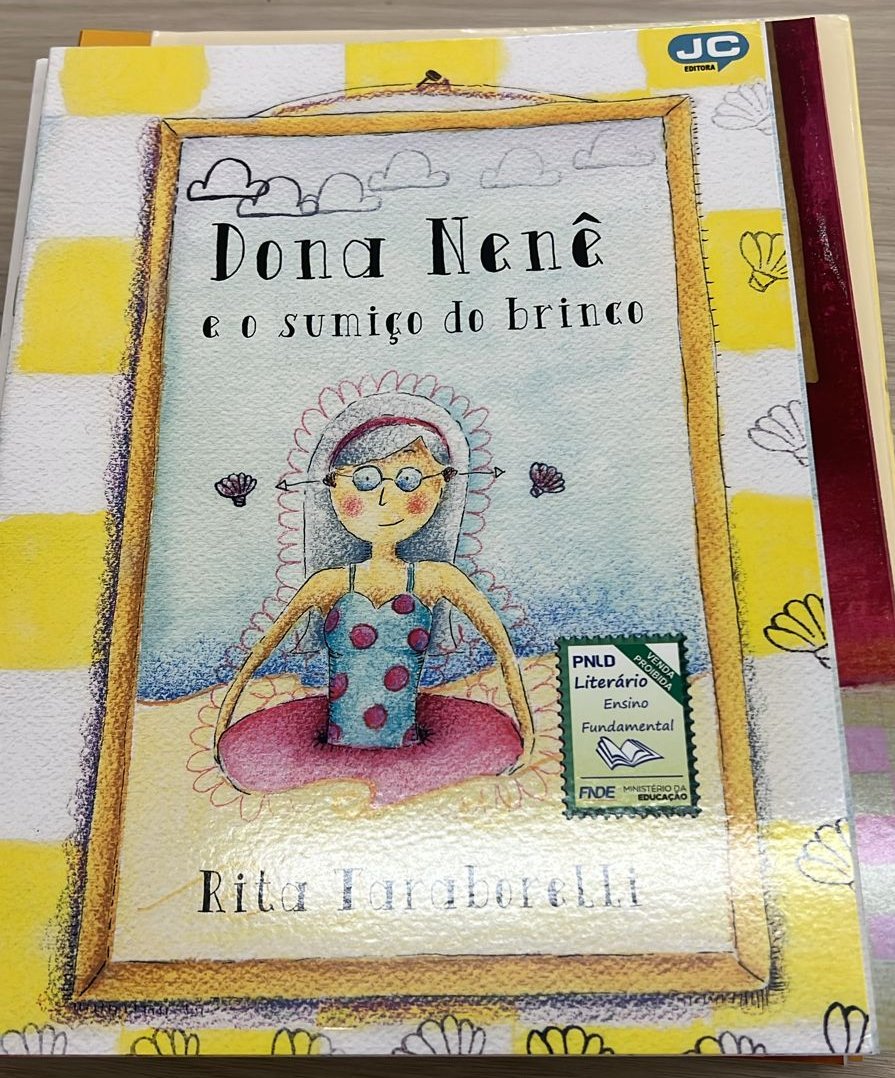 JC
EDITORA
Dona Nenê
e o sumiço do brinco
PNLD
VENDA
PROIBIDA
Literário
Ensino
Fundamental
FNDE
MINISTÉRIO DA
EDUCAÇÃO
Rita Taraborelli